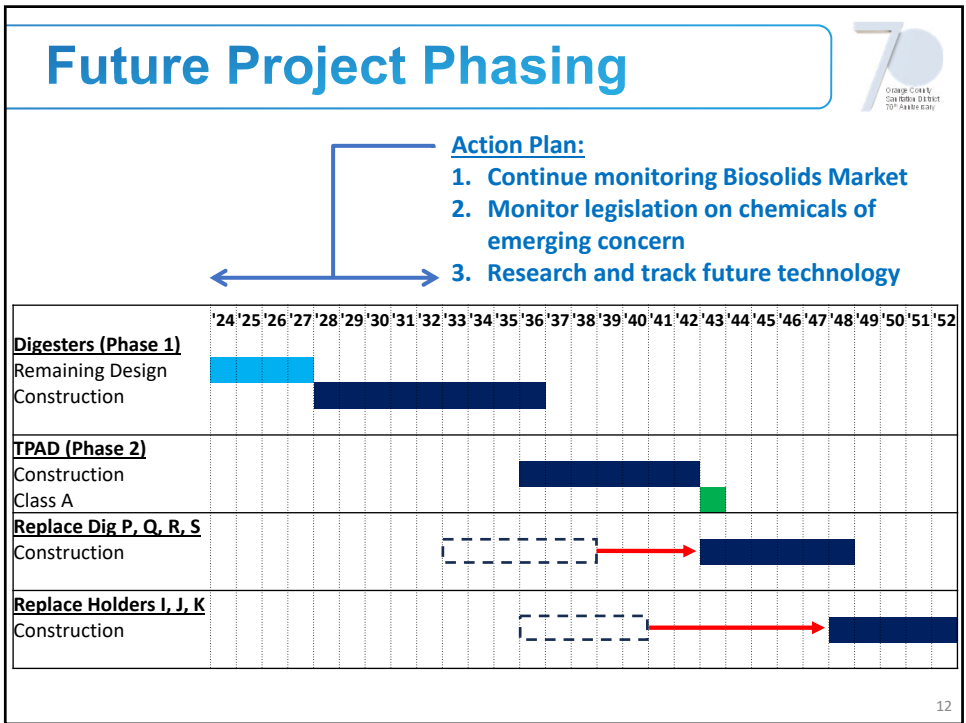 Future Project Phasing
Orange County
Sanitation District
70th Anniversary
Action Plan:
1. Continue monitoring Biosolids Market
2. Monitor legislation on chemicals of
emerging concern
3. Research and track future technology
'24 '25 '26 '27 '28 '29 '30 '31 '32 '33 '34 '35 '36 '37 '38 '39 '40 '41 '42 '43 '44 '45 '46 '47 '48 '49 '50 '51 '52
Digesters (Phase 1)
Remaining Design
Construction
TPAD (Phase 2)
Construction
Class A
Replace Dig P, Q, R, S
Construction
Replace Holders I, J, K
Construction
12